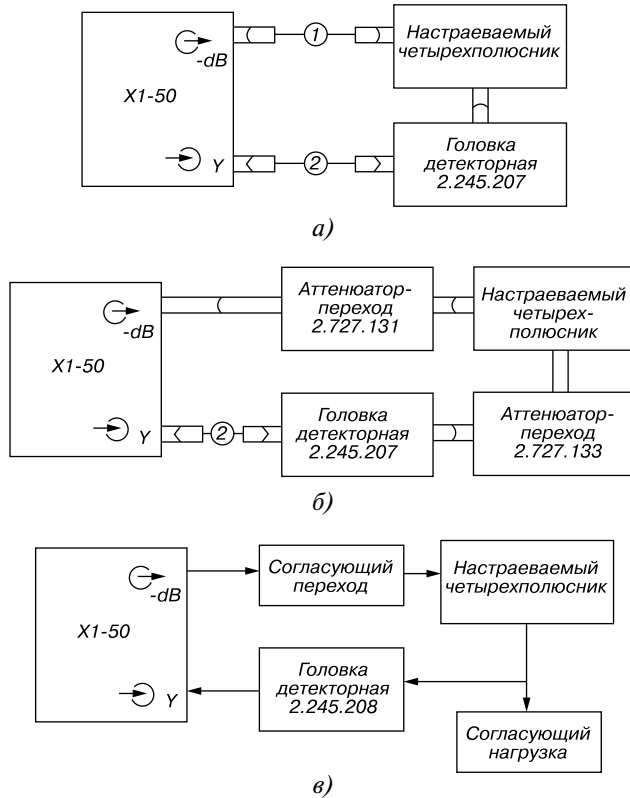 -dB
1
Настраеваемый
четырехполюсник
X1-50
Y
2
Головка
детекторная
2.245.207
а)
-dB
Аттенюатор-
переход
2.727.131
Настраеваемый
четырех-
полюсник
X1-50
Y
2
Головка
детекторная
2.245.207
Аттенюатор-
переход
2.727.133
б)
-dB
Согласующий
переход
Настраеваемый
четырехполюсник
X1-50
Y
Головка
детекторная
2.245.208
Согласующий
нагрузка
в)